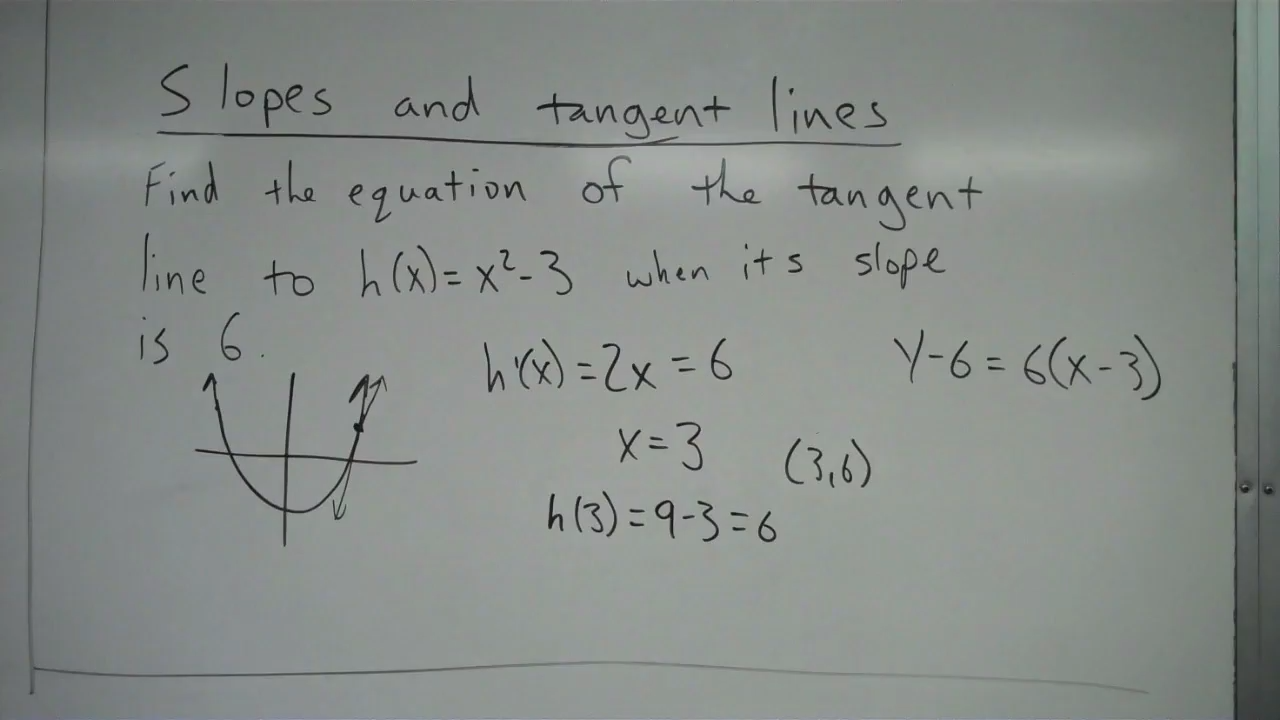 Slopes and tangent lines
Find the equation of the tangent
line to h(x)=x²-3 when its slope
is 6.
h'(x)=2x=6
x=3
(3,6)
h(3)=9-3=6
y-6=6(x-3)